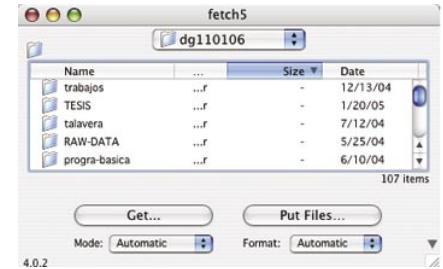 fetch5
dg110106
Name ... Size Date
trabajos ...r - 12/13/04
TESIS ...r - 1/20/05
talavera ...r - 7/12/04
RAW-DATA ...r - 5/25/04
progra-basica ...r - 6/10/04
107 items
Get... Put Files...
Mode: Automatic Format: Automatic
4.0.2